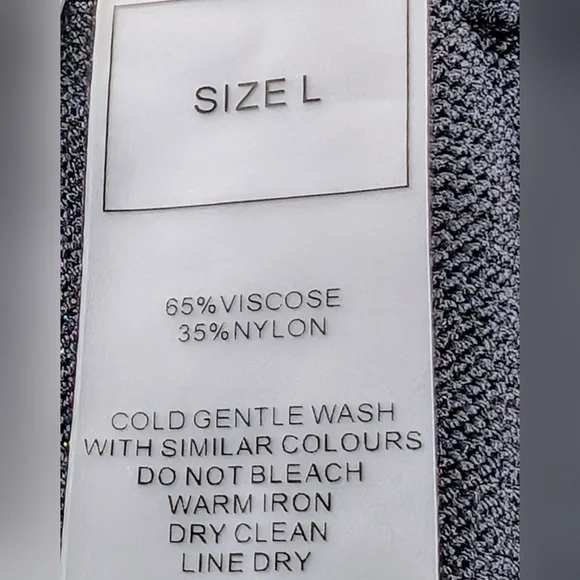 SIZE L
65% VISCOSE
35% NYLON
COLD GENTLE WASH
WITH SIMILAR COLOURS
DO NOT BLEACH
WARM IRON
DRY CLEAN
LINE DRY